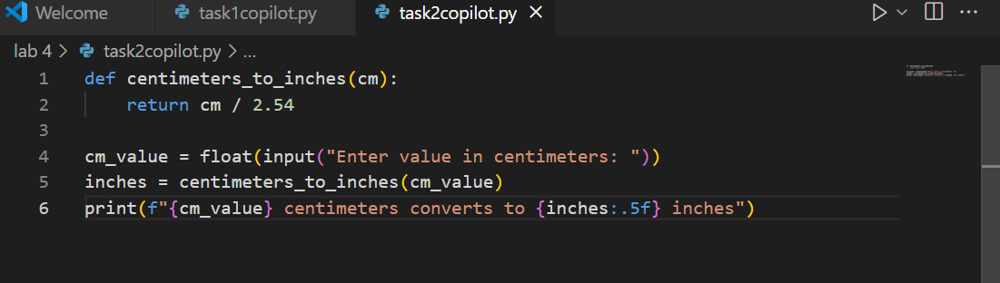 Welcome task1copilot.py task2copilot.py
lab 4 > task2copilot.py > ...
1 def centimeters_to_inches(cm):
2     return cm / 2.54
3
4 cm_value = float(input("Enter value in centimeters: "))
5 inches = centimeters_to_inches(cm_value)
6 print(f"{cm_value} centimeters converts to {inches:.5f} inches")